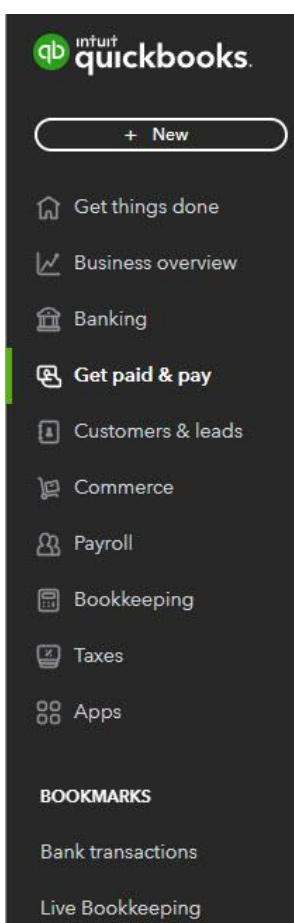 qb intuit
quickbooks.
+ New
Get things done
Business overview
Banking
Get paid & pay
Customers & leads
Commerce
Payroll
Bookkeeping
Taxes
Apps
BOOKMARKS
Bank transactions
Live Bookkeeping